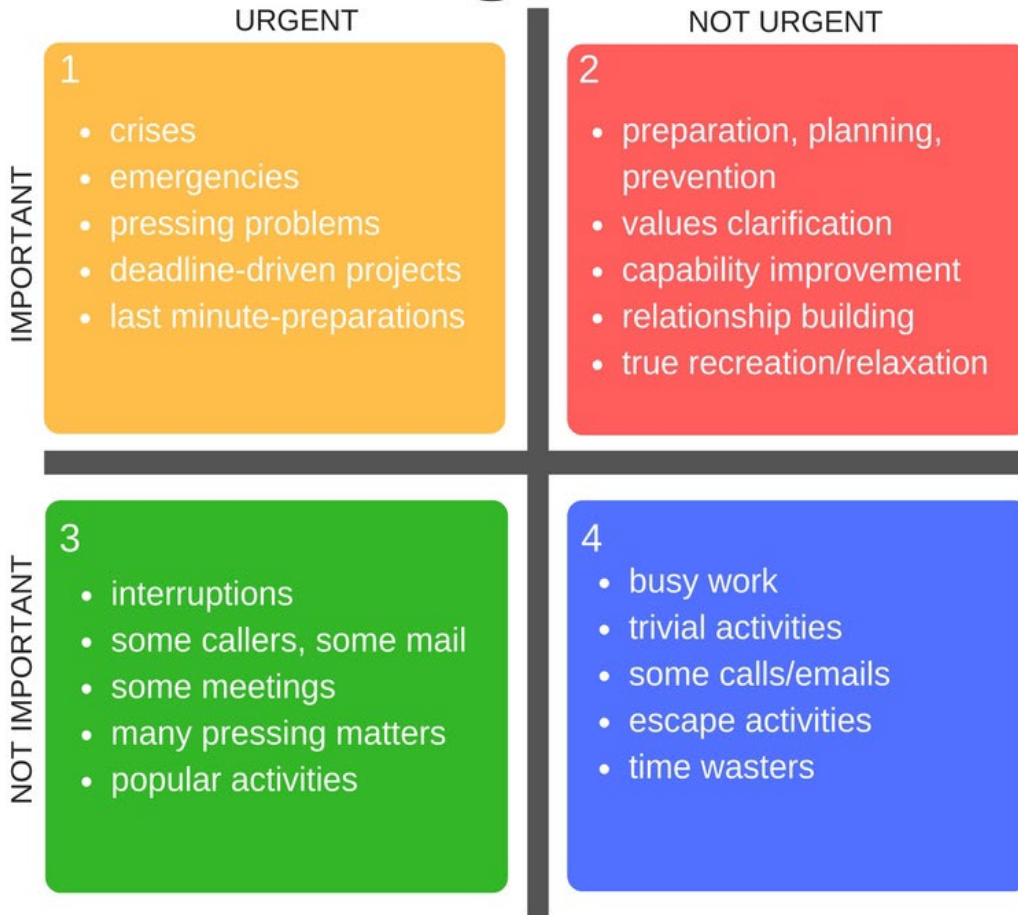 URGENT
NOT URGENT
IMPORTANT
1
• crises
• emergencies
• pressing problems
• deadline-driven projects
• last minute-preparations
2
• preparation, planning,
prevention
• values clarification
• capability improvement
• relationship building
• true recreation/relaxation
NOT IMPORTANT
3
• interruptions
• some callers, some mail
• some meetings
• many pressing matters
• popular activities
4
• busy work
• trivial activities
• some calls/emails
• escape activities
• time wasters